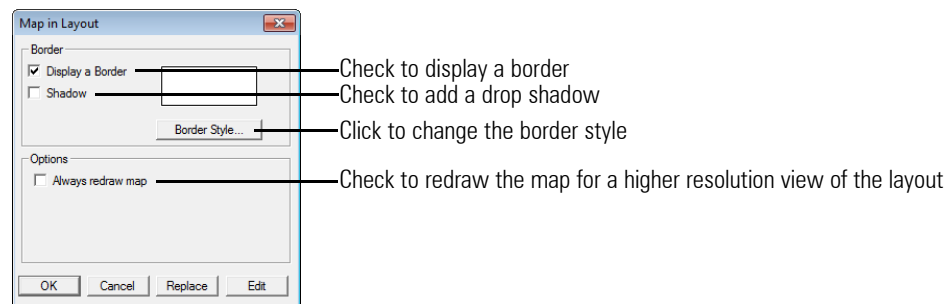 Map in Layout
Border
Display a Border
Check to display a border
Shadow
Check to add a drop shadow
Border Style...
Click to change the border style
Options
Always redraw map
Check to redraw the map for a higher resolution view of the layout
OK Cancel Replace Edit